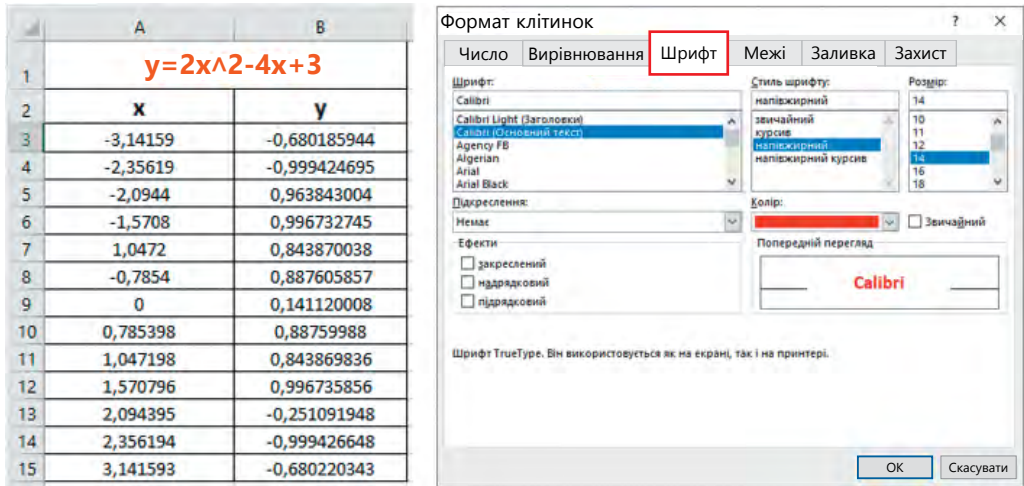 A B
1 y=2x^2-4x+3
2 x y
3 -3,14159 -0,680185944
4 -2,35619 -0,999424695
5 -2,0944 0,963843004
6 -1,5708 0,996732745
7 1,0472 0,843870038
8 -0,7854 0,887605857
9 0 0,141120008
10 0,785398 0,88759988
11 1,047198 0,843869836
12 1,570796 0,996735856
13 2,094395 -0,251091948
14 2,356194 -0,999426648
15 3,141593 -0,680220343
Формат клітинок ? ×
Число Вирівнювання Шрифт Межі Заливка Захист
Шрифт: Стиль шрифту: Розмір:
Calibri напівжирний 14
Calibri Light (Заголовки) звичайний 10
Calibri (Основний текст) курсив 11
Agency FB напівжирний 12
Algerian напівжирний курсив 14
Arial 16
Arial Black 18
Підкреслення: Колір:
Немає Звичайний
Ефекти Попередній перегляд
закреслений
надрядковий
підрядковий
Calibri
Шрифт TrueType. Він використовується як на екрані, так і на принтері.
OK Скасувати